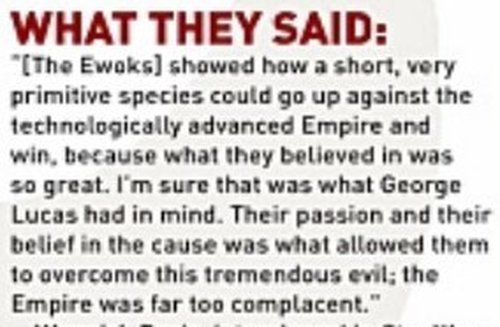 WHAT THEY SAID:
"[The Ewoks] showed how a short, very
primitive species could go up against the
technologically advanced Empire and
win, because what they believed in was
so great. I'm sure that was what George
Lucas had in mind. Their passion and their
belief in the cause was what allowed them
to overcome this tremendous evil; the
Empire was far too complacent."